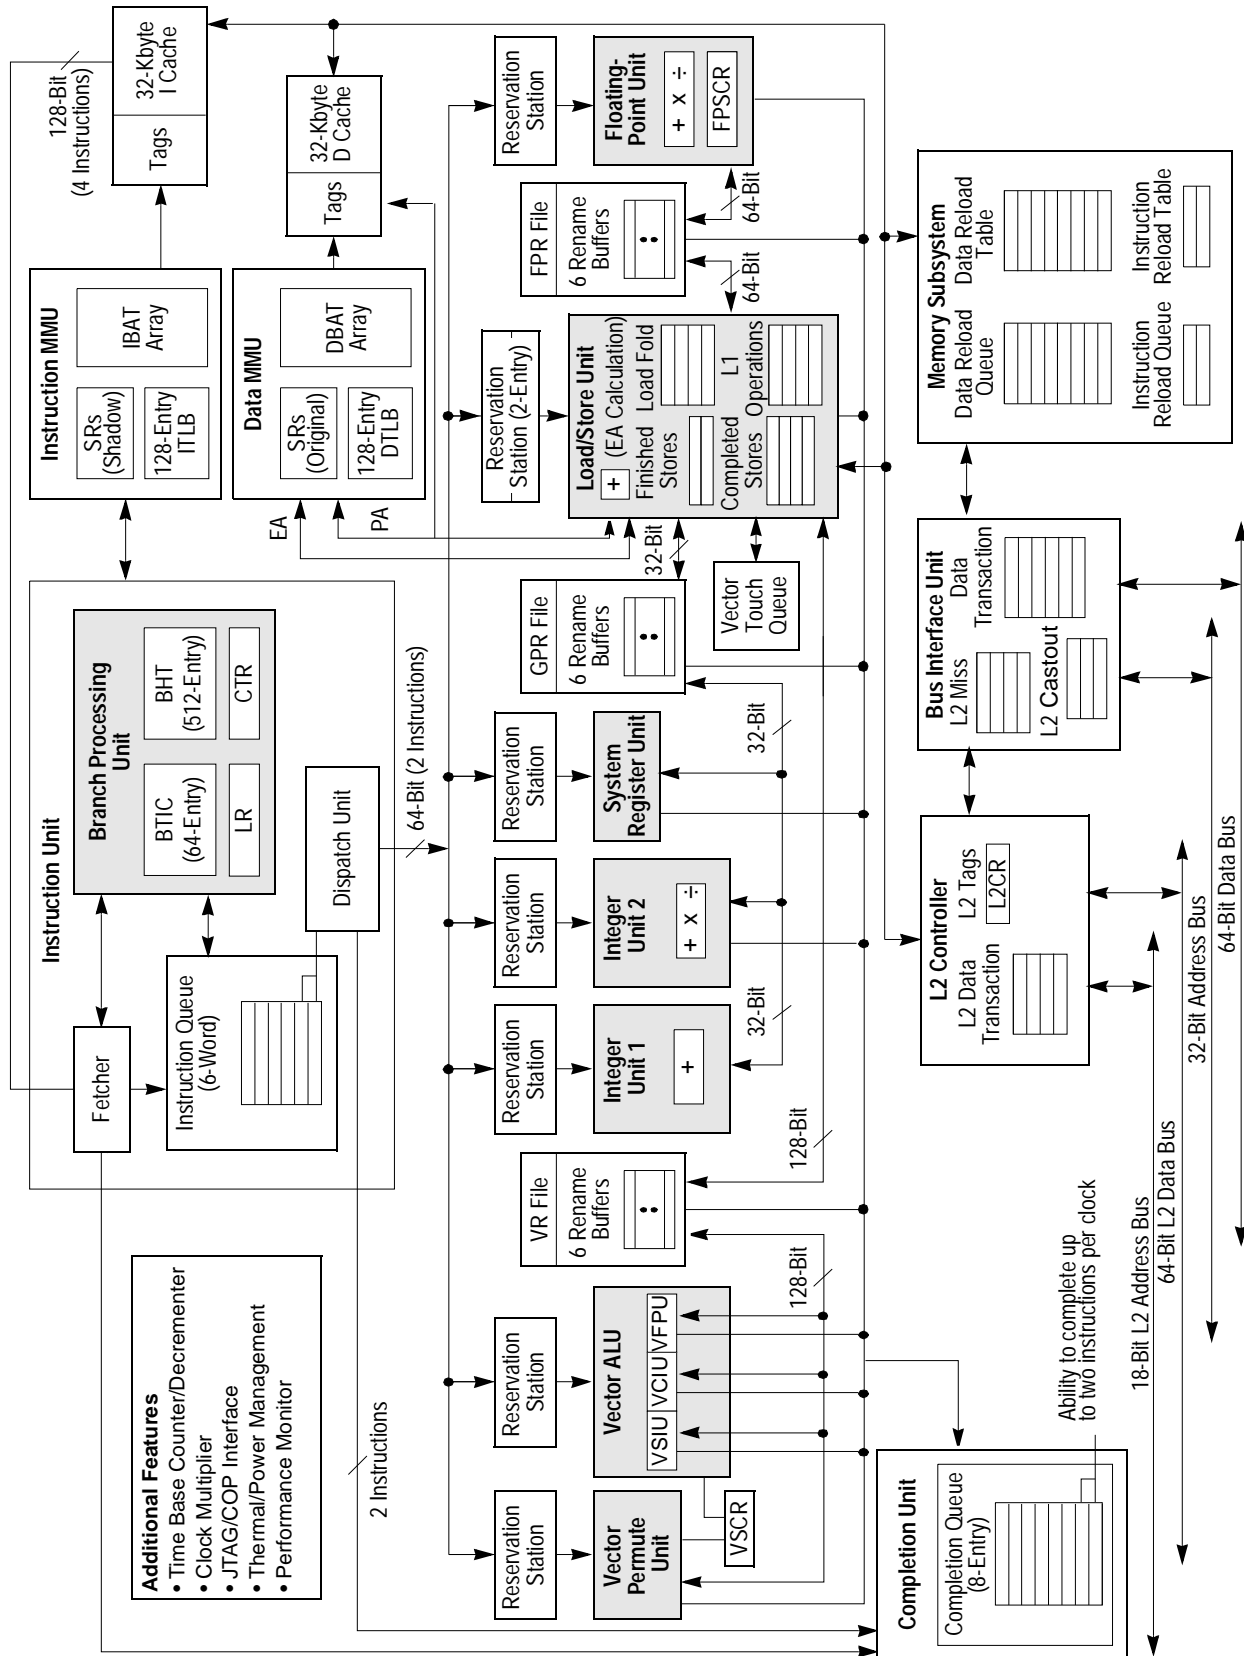 Additional Features
• Time Base Counter/Decrementer
• Clock Multiplier
• JTAG/COP Interface
• Thermal/Power Management
• Performance Monitor
Instruction Unit
Fetcher
Branch Processing
Unit
BTIC
(64-Entry)
BHT
(512-Entry)
LR
CTR
Instruction Queue
(6-Word)
Dispatch Unit
Instruction MMU
SRs
(Shadow)
128-Entry
ITLB
IBAT
Array
128-Bit
(4 Instructions)
Tags
32-Kbyte
I Cache
Data MMU
SRs
(Original)
128-Entry
DTLB
DBAT
Array
Tags
32-Kbyte
D Cache
EA
PA
2 Instructions
64-Bit (2 Instructions)
Reservation
Station
Reservation
Station
VR File
6 Rename
Buffers
Reservation
Station
Reservation
Station
Reservation
Station
GPR File
6 Rename
Buffers
Reservation
Station (2-Entry)
FPR File
6 Rename
Buffers
Reservation
Station
Vector
Permute
Unit
Vector ALU
VSIU
VCIU
VFPU
VSCR
Integer
Unit 1
+
Integer
Unit 2
+ x ÷
System
Register Unit
32-Bit
Load/Store Unit
+
(EA Calculation)
Finished
Stores
Load Fold
Completed
Stores
L1
Operations
Vector
Touch
Queue
Floating-
Point Unit
+ x ÷
FPSCR
64-Bit
64-Bit
128-Bit
128-Bit
32-Bit
32-Bit
Completion Unit
Completion Queue
(8-Entry)
Ability to complete up
to two instructions per clock
L2 Controller
L2 Data
Transaction
L2 Tags
L2CR
Bus Interface Unit
L2 Miss
Data
Transaction
L2 Castout
Memory Subsystem
Data Reload
Queue
Data Reload
Table
Instruction
Reload Queue
Instruction
Reload Table
18-Bit L2 Address Bus
64-Bit L2 Data Bus
32-Bit Address Bus
64-Bit Data Bus